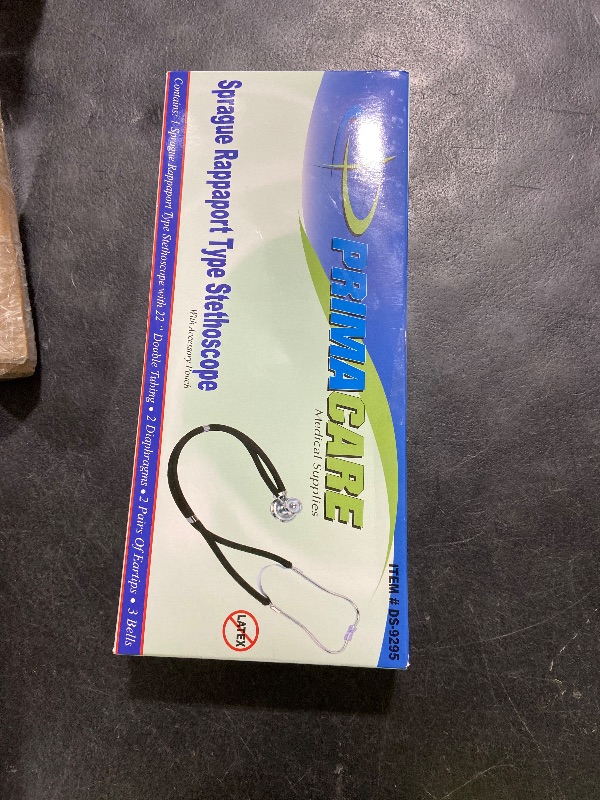 PRIMACARE
Medical Supplies
ITEM # DS-9295
Sprague Rappaport Type Stethoscope
With Accessory Pouch
LATEX
Contains: 1 Sprague Rappaport Type Stethoscope with 22 " Double Tubing • 2 Diaphragms • 2 Pairs Of Eartips • 3 Bells